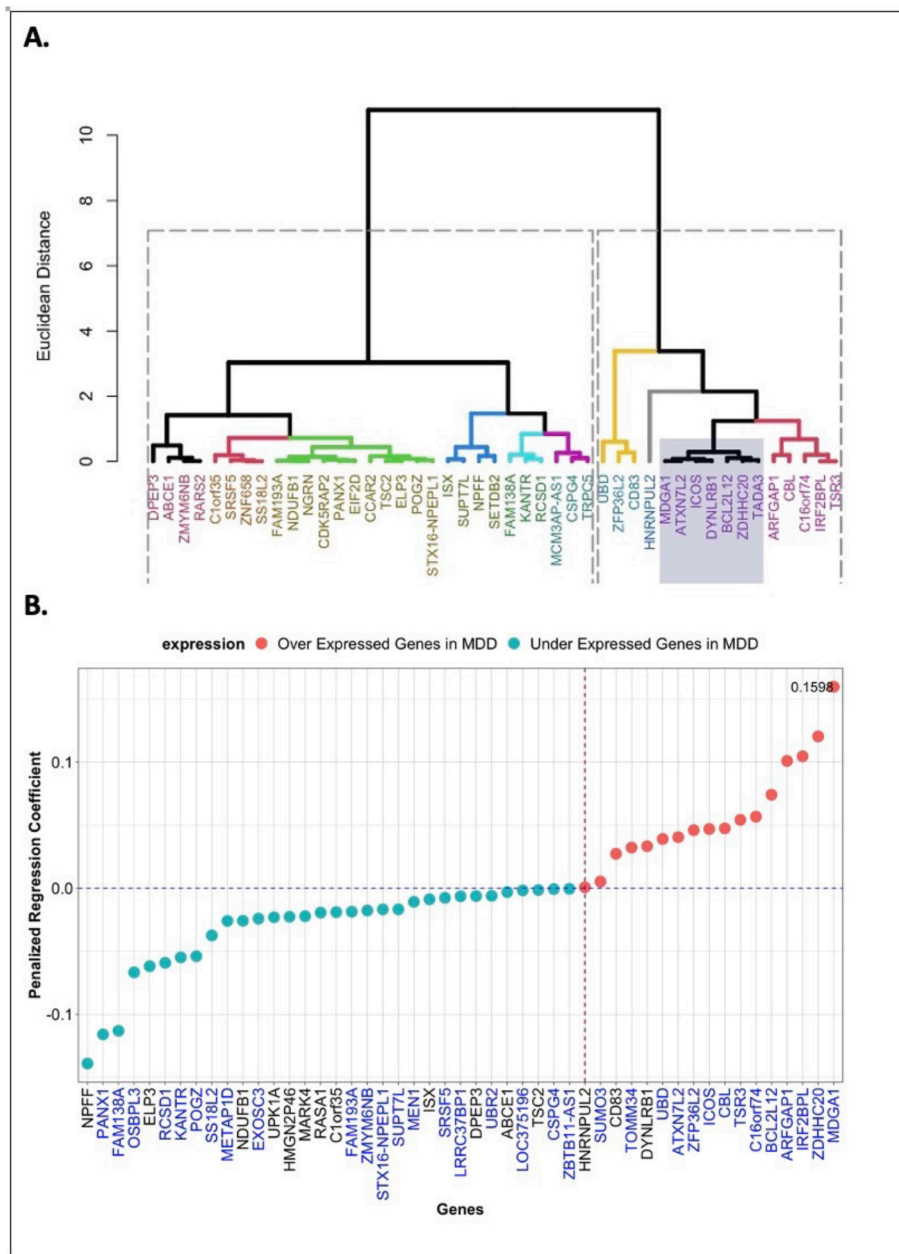 A.
Euclidean Distance
10
8
6
4
2
0
DPEP3
ABCE1
ZMYM6NB
RARS2
C1orf35
SRSF5
ZNF658
SS18L2
FAM193A
NDUFB1
NGRN
CDK5RAP2
PANX1
EIF2D
CCAR2
TSC2
ELP3
POGZ
STX16-NPEPL1
ISX
SUPT7L
NPFF
SETDB2
FAM138A
KANTR
RCSD1
MCM3AP-AS1
CSPG4
TRPC5
UBD
ZFP36L2
CD83
HNRNPUL2
MDGA1
ATXN7L2
ICOS
DYNLRB1
BCL2L12
ZDHHC20
TADA3
ARFGAP1
CBL
C16orf74
IRF2BPL
TSR3
B.
expression Over Expressed Genes in MDD Under Expressed Genes in MDD
Penalized Regression Coefficient
0.1
0.0
-0.1
0.1598
NPFF
PANX1
FAM138A
OSBPL3
ELP3
RCSD1
KANTR
POGZ
SS18L2
METAP1D
NDUFB1
EXOSC3
UPK1A
HMGN2P46
MARK4
RASA1
C1orf35
FAM193A
ZMYM6NB
STX16-NPEPL1
SUPT7L
MEN1
ISX
SRSF5
LRRC37BP1
DPEP3
UBR2
ABCE1
LOC375196
TSC2
CSPG4
ZBTB11-AS1
HNRNPUL2
SUMO3
CD83
TOMM34
DYNLRB1
UBD
ATXN7L2
ZFP36L2
ICOS
CBL
TSR3
C16orf74
BCL2L12
ARFGAP1
IRF2BPL
ZDHHC20
MDGA1
Genes